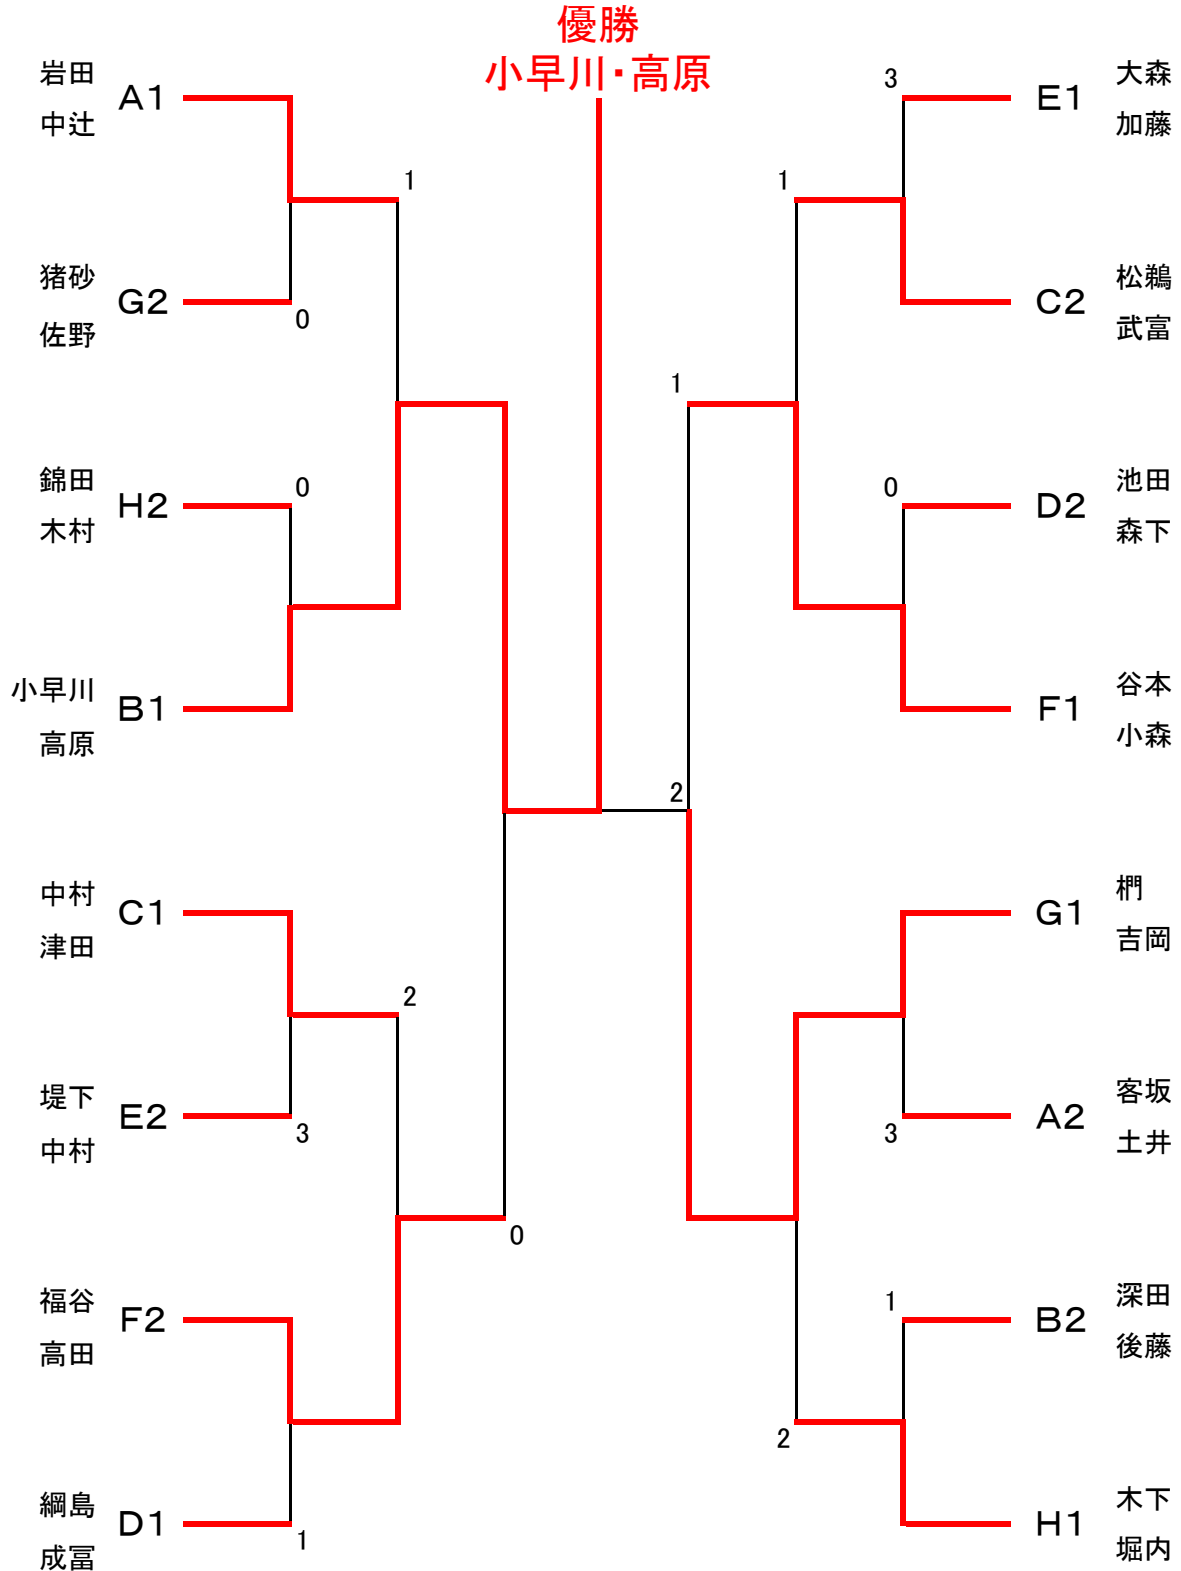 優勝
小早川・高原
岩田
中辻
A1
1
猪砂
佐野
G2
0
錦田
木村
H2
0
小早川
高原
B1
中村
津田
C1
2
堤下
中村
E2
3
福谷
高田
F2
0
綱島
成冨
D1
1
3
E1
大森
加藤
1
C2
松鵜
武富
1
0
D2
池田
森下
F1
谷本
小森
2
G1
椚
吉岡
3
A2
客坂
土井
1
B2
深田
後藤
2
H1
木下
堀内